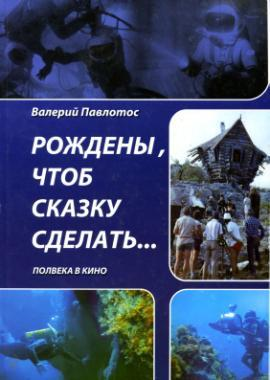 Валерий Павлотос
РОЖДЕНЫ,
ЧТОБ
СКАЗКУ
СДЕЛАТЬ...
ПОЛВЕКА В КИНО